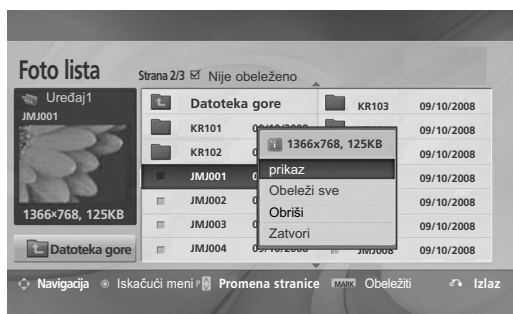 Foto lista
Strana 2/3 ☑ Nije obeleženo
Uređaj1
JMJ001
1366×768, 125KB
Datoteka gore
Datoteka gore
KR101
KR102
JMJ001
JMJ002
JMJ003
JMJ004
KR103 09/10/2008
09/10/2008
09/10/2008
09/10/2008
09/10/2008
09/10/2008
JMJ008 09/10/2008
1366x768, 125KB
prikaz
Obeleži sve
Obriši
Zatvori
Navigacija Iskačući meni P Promena stranice MARK Obeležiti Izlaz